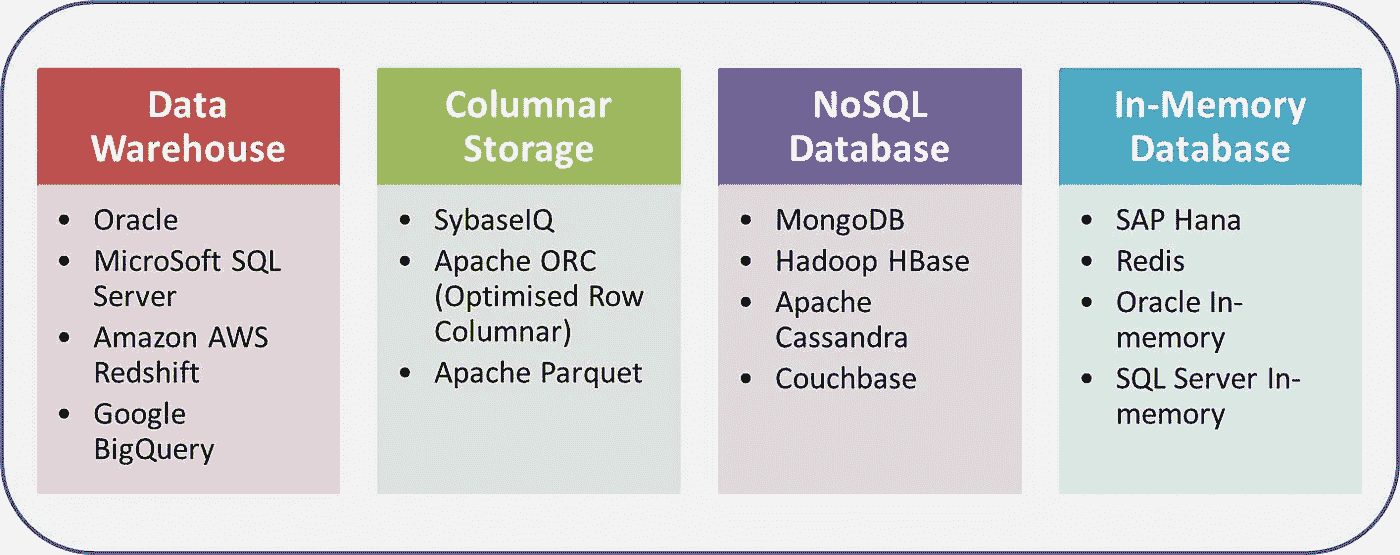 Data
Warehouse
• Oracle
• MicroSoft SQL
Server
• Amazon AWS
Redshift
• Google
BigQuery
Columnar
Storage
• SybaseIQ
• Apache ORC
(Optimised Row
Columnar)
• Apache Parquet
NoSQL
Database
• MongoDB
• Hadoop HBase
• Apache
Cassandra
• Couchbase
In-Memory
Database
• SAP Hana
• Redis
• Oracle In-
memory
• SQL Server In-
memory